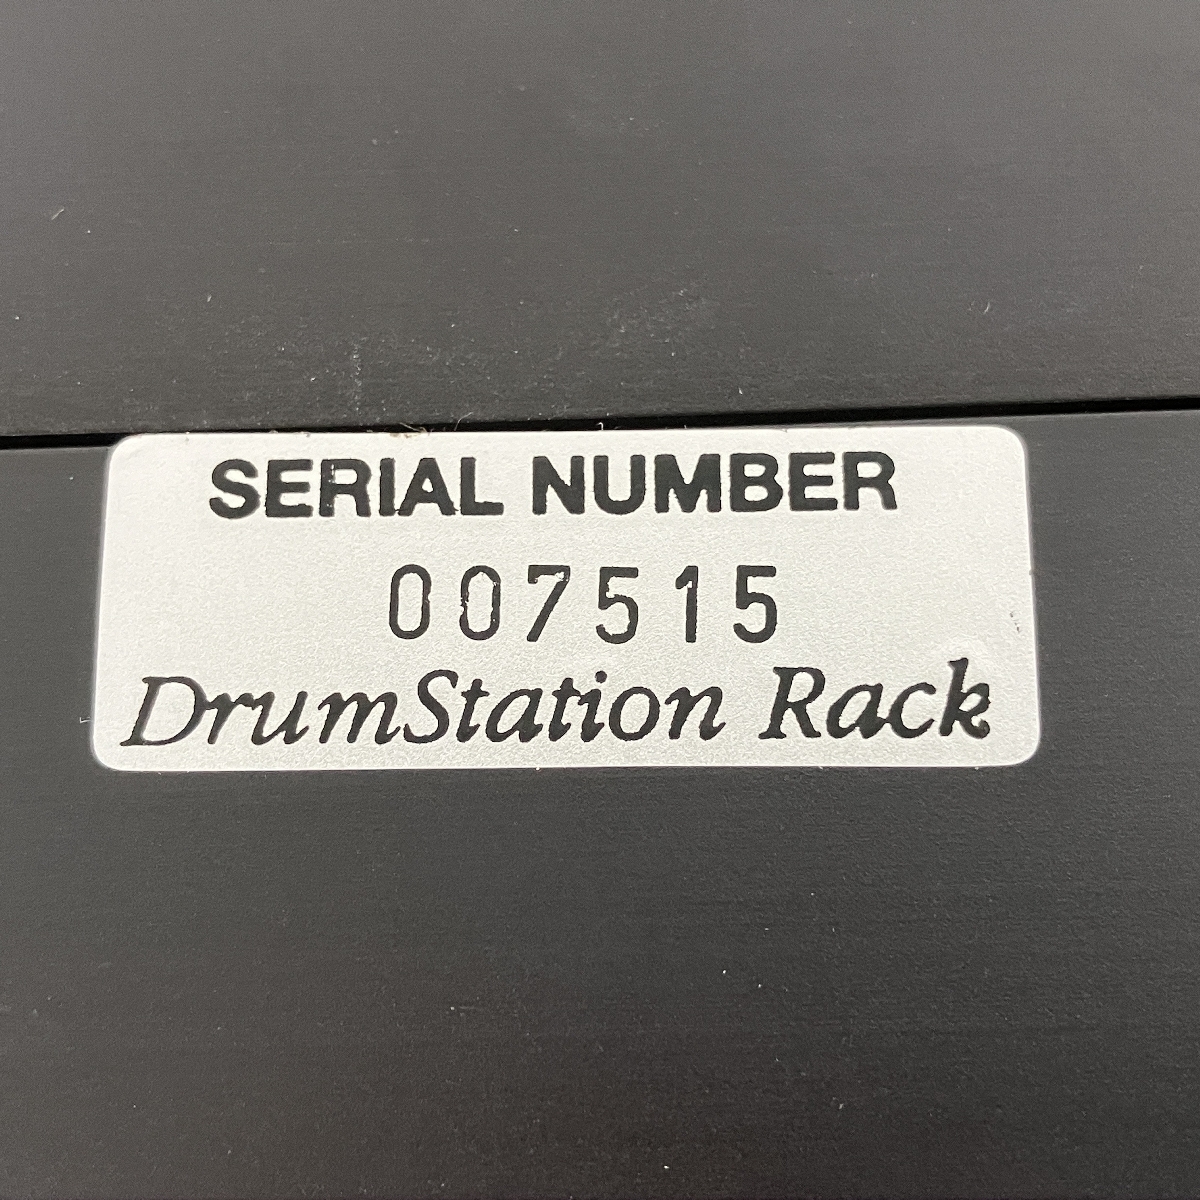 SERIAL NUMBER
007515
DrumStation Rack